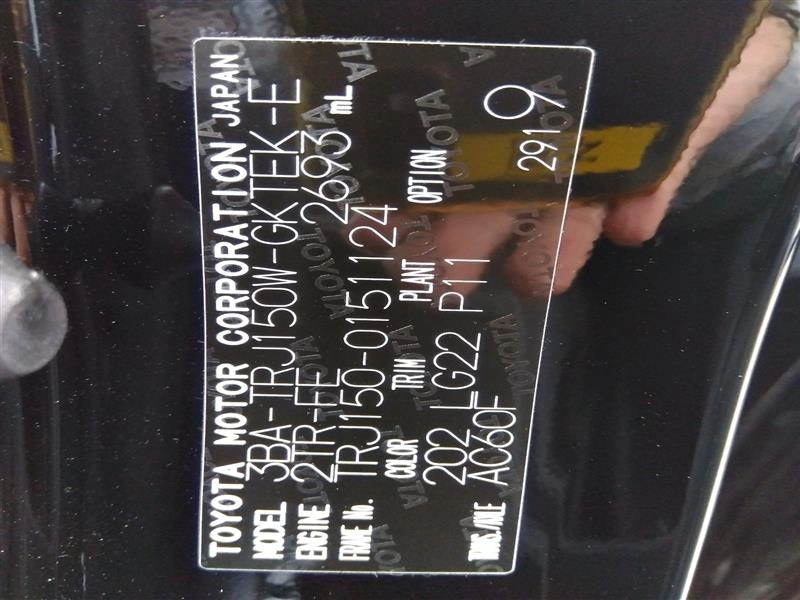 TOYOTA MOTOR CORPORATION JAPAN
MODEL 3BA-TRJ150W-GKTEK-E
ENGINE 2TR-FE 2693 mL
FRAME No. TRJ150-0151124
COLOR TRIM PLANT OPTION
202 LG22 P11
TRANS./AXLE AC60F 2919